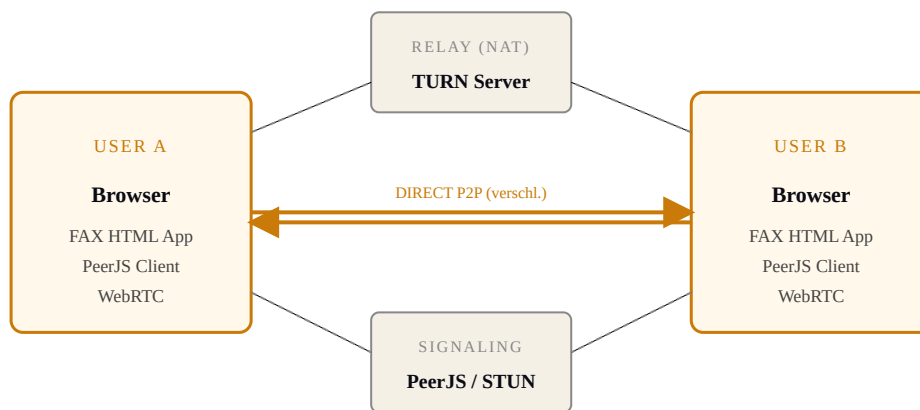 RELAY (NAT)
TURN Server
USER A
Browser
FAX HTML App
PeerJS Client
WebRTC
DIRECT P2P (verschl.)
USER B
Browser
FAX HTML App
PeerJS Client
WebRTC
SIGNALING
PeerJS / STUN